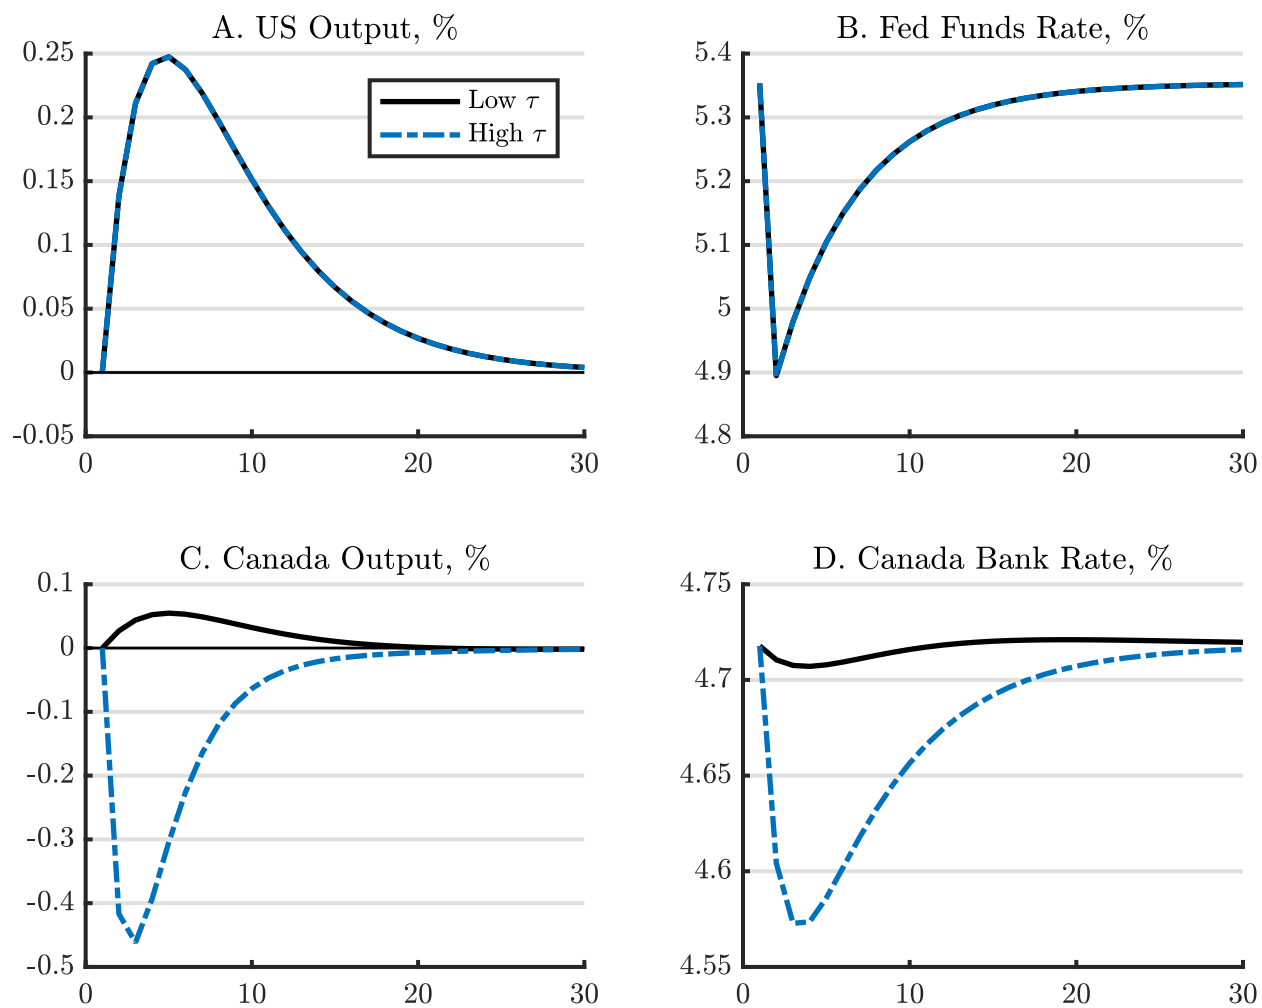 A. US Output, %
0.25
0.2
0.15
0.1
0.05
0
-0.05
0 10 20 30
Low τ
High τ
B. Fed Funds Rate, %
5.4
5.3
5.2
5.1
5
4.9
4.8
0 10 20 30
C. Canada Output, %
0.1
0
-0.1
-0.2
-0.3
-0.4
-0.5
0 10 20 30
D. Canada Bank Rate, %
4.75
4.7
4.65
4.6
4.55
0 10 20 30